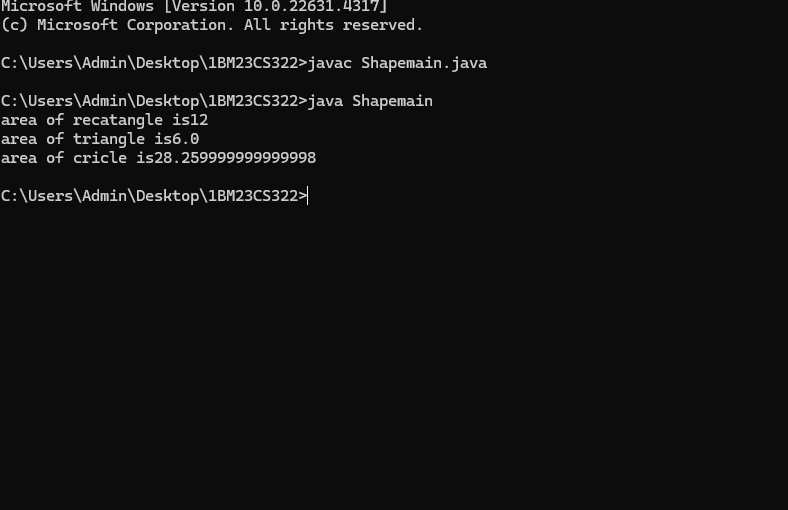 Microsoft Windows [Version 10.0.22631.4317]
(c) Microsoft Corporation. All rights reserved.
C:\Users\Admin\Desktop\1BM23CS322>javac Shapemain.java
C:\Users\Admin\Desktop\1BM23CS322>java Shapemain
area of recatangle is12
area of triangle is6.0
area of cricle is28.259999999999998
C:\Users\Admin\Desktop\1BM23CS322>